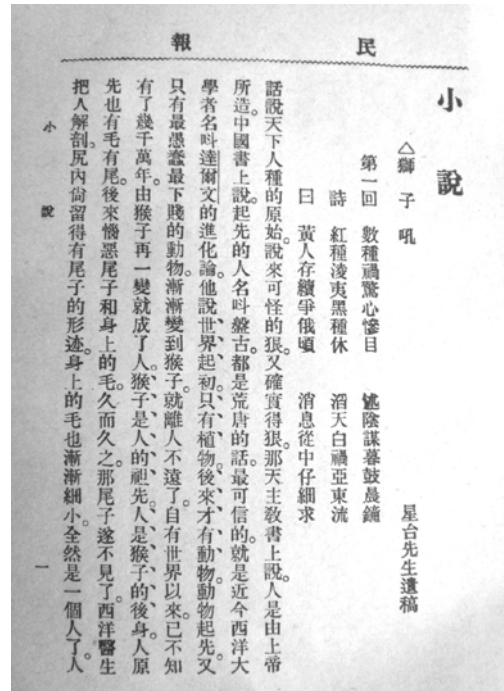 民報
小說
△獅子吼
星台先生遺稿
第一回 數種禍驚心慘目 述陰謀暮鼓晨鐘
詩 紅種淩夷黑種休 滔天白禍亞東流
曰 黃人存續爭俄頃 消息從中仔細求
話說天下人種的原始。說來可怪的狠。又確實得狠。那天主教書上說。人是由上帝
所造。中國書上說。起先的人名叫盤古。都是荒唐的話。最可信的。就是近今西洋大
學者名叫達爾文的進化論。他說世界起初、只有植物、後來才有動物、動物起先、又
只有最愚蠢最下賤的動物。漸漸變到猴子。就離人不遠了。自有世界以來。已不知
有了幾千萬年。由猴子再一變就成了人。猴子是人的祖先、人是猴子的後身、人原
先也有毛有尾。後來惱惡尾子和身上的毛。久而久之。那尾子遂不見了。西洋醫生
把人解剖。尻內尙留得有尾子的形迹。身上的毛也漸漸細小。全然是一個人了。人
小說
一